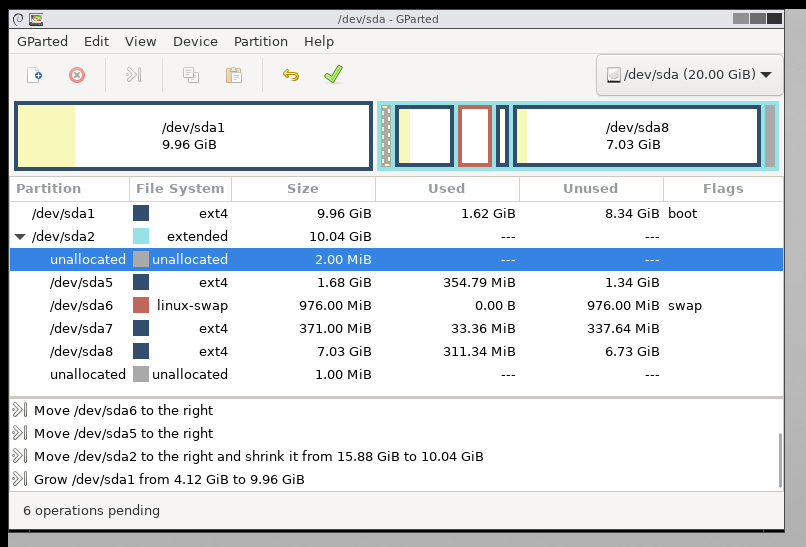 /dev/sda - GParted
GParted Edit View Device Partition Help
/dev/sda (20.00 GiB)
/dev/sda1
9.96 GiB
/dev/sda8
7.03 GiB
Partition File System Size Used Unused Flags
/dev/sda1 ext4 9.96 GiB 1.62 GiB 8.34 GiB boot
/dev/sda2 extended 10.04 GiB --- ---
unallocated unallocated 2.00 MiB --- ---
/dev/sda5 ext4 1.68 GiB 354.79 MiB 1.34 GiB
/dev/sda6 linux-swap 976.00 MiB 0.00 B 976.00 MiB swap
/dev/sda7 ext4 371.00 MiB 33.36 MiB 337.64 MiB
/dev/sda8 ext4 7.03 GiB 311.34 MiB 6.73 GiB
unallocated unallocated 1.00 MiB --- ---
Move /dev/sda6 to the right
Move /dev/sda5 to the right
Move /dev/sda2 to the right and shrink it from 15.88 GiB to 10.04 GiB
Grow /dev/sda1 from 4.12 GiB to 9.96 GiB
6 operations pending